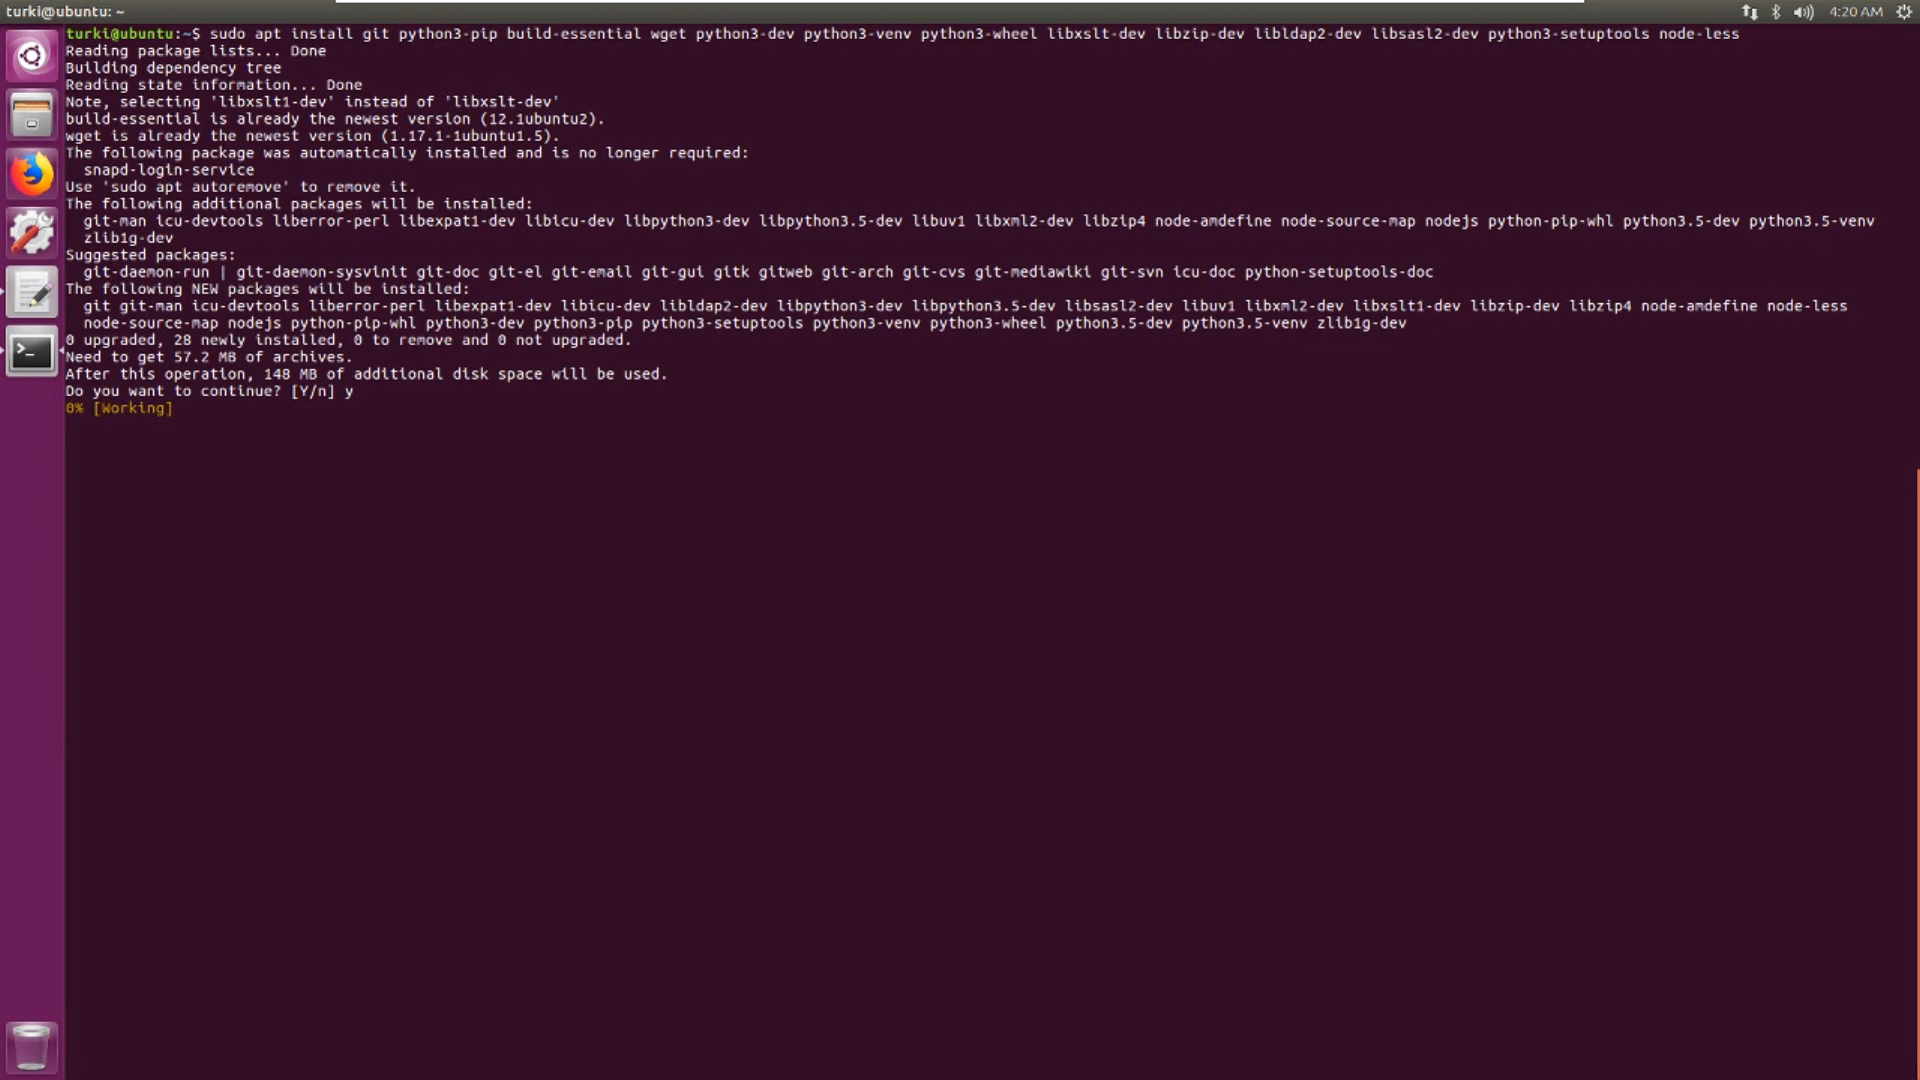 turki@ubuntu: ~
4:20 AM
turki@ubuntu:~$ sudo apt install git python3-pip build-essential wget python3-dev python3-venv python3-wheel libxslt-dev libzip-dev libldap2-dev libsasl2-dev python3-setuptools node-less
Reading package lists... Done
Building dependency tree
Reading state information... Done
Note, selecting 'libxslt1-dev' instead of 'libxslt-dev'
build-essential is already the newest version (12.1ubuntu2).
wget is already the newest version (1.17.1-1ubuntu1.5).
The following package was automatically installed and is no longer required:
  snapd-login-service
Use 'sudo apt autoremove' to remove it.
The following additional packages will be installed:
  git-man icu-devtools liberror-perl libexpat1-dev libicu-dev libpython3-dev libpython3.5-dev libuv1 libxml2-dev libzip4 node-amdefine node-source-map nodejs python-pip-whl python3.5-dev python3.5-venv
  zlib1g-dev
Suggested packages:
  git-daemon-run | git-daemon-sysvinit git-doc git-el git-email git-gui gitk gitweb git-arch git-cvs git-mediawiki git-svn icu-doc python-setuptools-doc
The following NEW packages will be installed:
  git git-man icu-devtools liberror-perl libexpat1-dev libicu-dev libldap2-dev libpython3-dev libpython3.5-dev libsasl2-dev libuv1 libxml2-dev libxslt1-dev libzip-dev libzip4 node-amdefine node-less
  node-source-map nodejs python-pip-whl python3-dev python3-pip python3-setuptools python3-venv python3-wheel python3.5-dev python3.5-venv zlib1g-dev
0 upgraded, 28 newly installed, 0 to remove and 0 not upgraded.
Need to get 57.2 MB of archives.
After this operation, 148 MB of additional disk space will be used.
Do you want to continue? [Y/n] y
0% [Working]